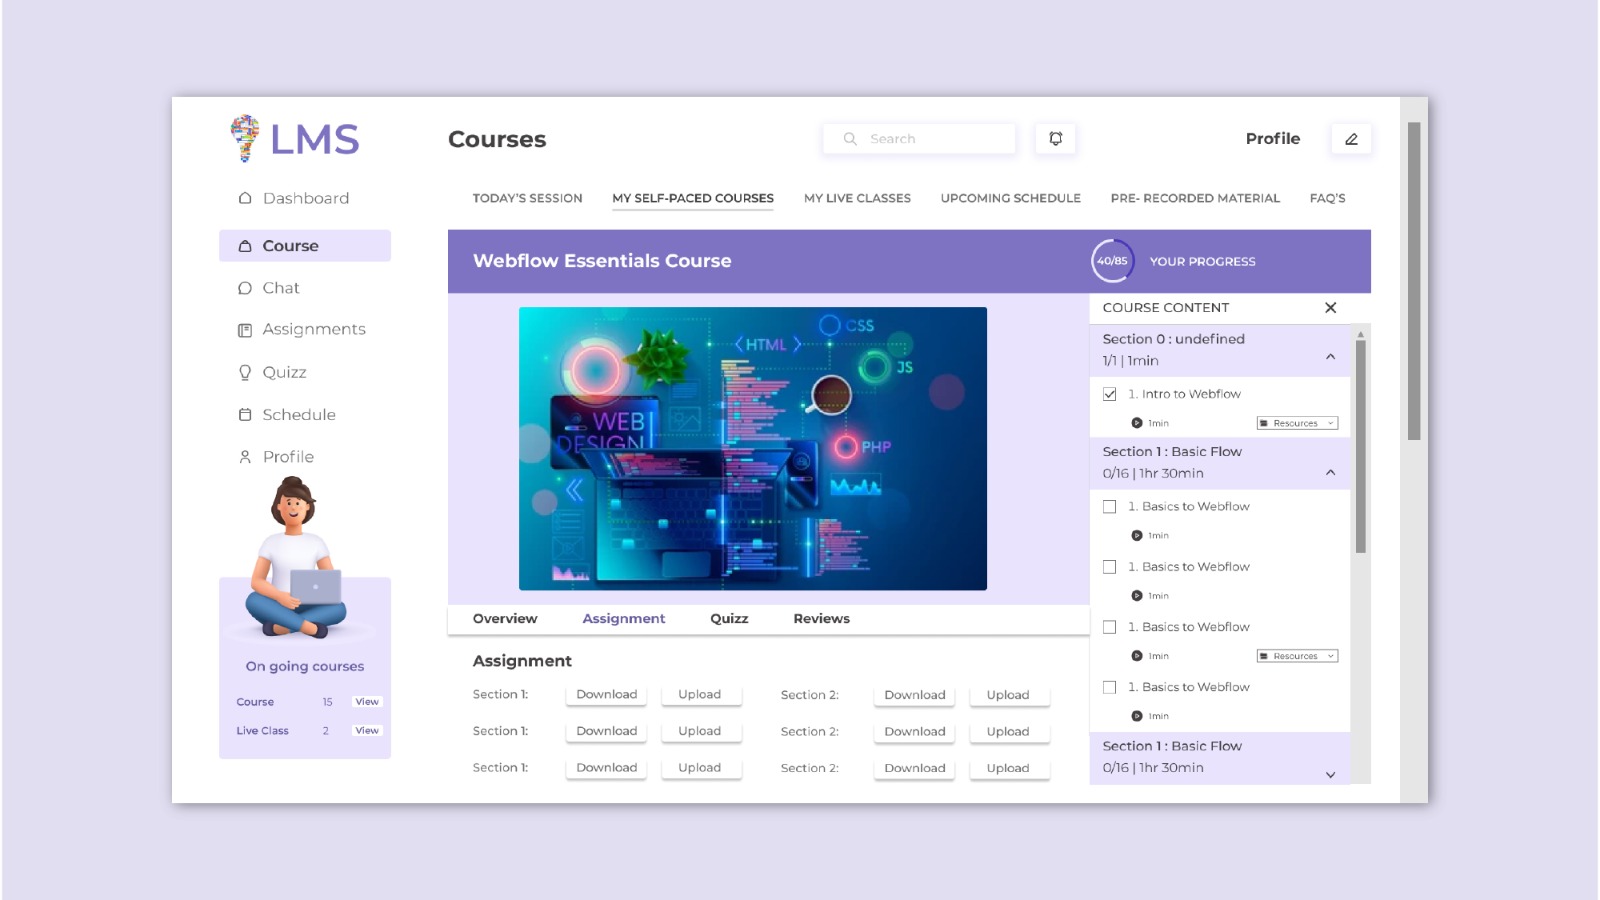 LMS
Courses
Search
Profile
Dashboard
Course
Chat
Assignments
Quizz
Schedule
Profile
On going courses
Course 15 View
Live Class 2 View
TODAY'S SESSION MY SELF-PACED COURSES MY LIVE CLASSES UPCOMING SCHEDULE PRE- RECORDED MATERIAL FAQ'S
Webflow Essentials Course
40/85 YOUR PROGRESS
CSS
HTML
JS
WEB
DESIGN
PHP
Overview Assignment Quizz Reviews
Assignment
Section 1: Download Upload Section 2: Download Upload
Section 1: Download Upload Section 2: Download Upload
Section 1: Download Upload Section 2: Download Upload
COURSE CONTENT
Section 0 : undefined
1/1 | 1min
1. Intro to Webflow
1min Resources
Section 1 : Basic Flow
0/16 | 1hr 30min
1. Basics to Webflow
1min
1. Basics to Webflow
1min
1. Basics to Webflow
1min Resources
1. Basics to Webflow
1min
Section 1 : Basic Flow
0/16 | 1hr 30min